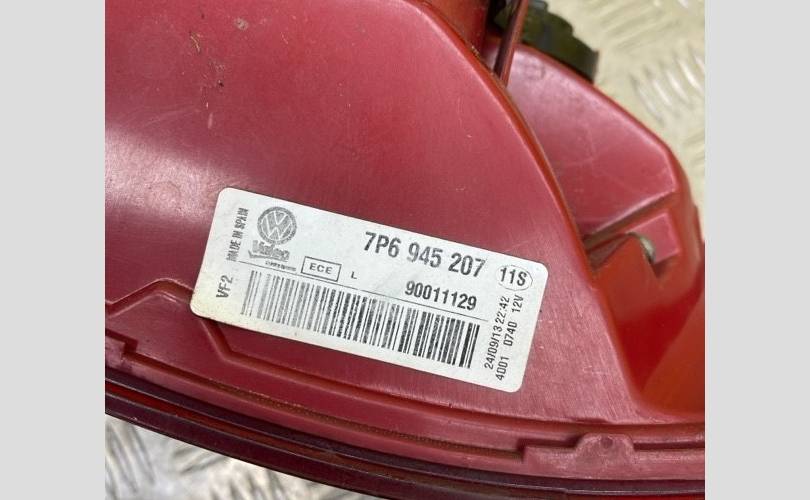 MADE IN SPAIN
VW
Valeo
7P6 945 207
11S
ECE
L
90011129
VF2
24/09/13 22:42
4D01 0740 12V